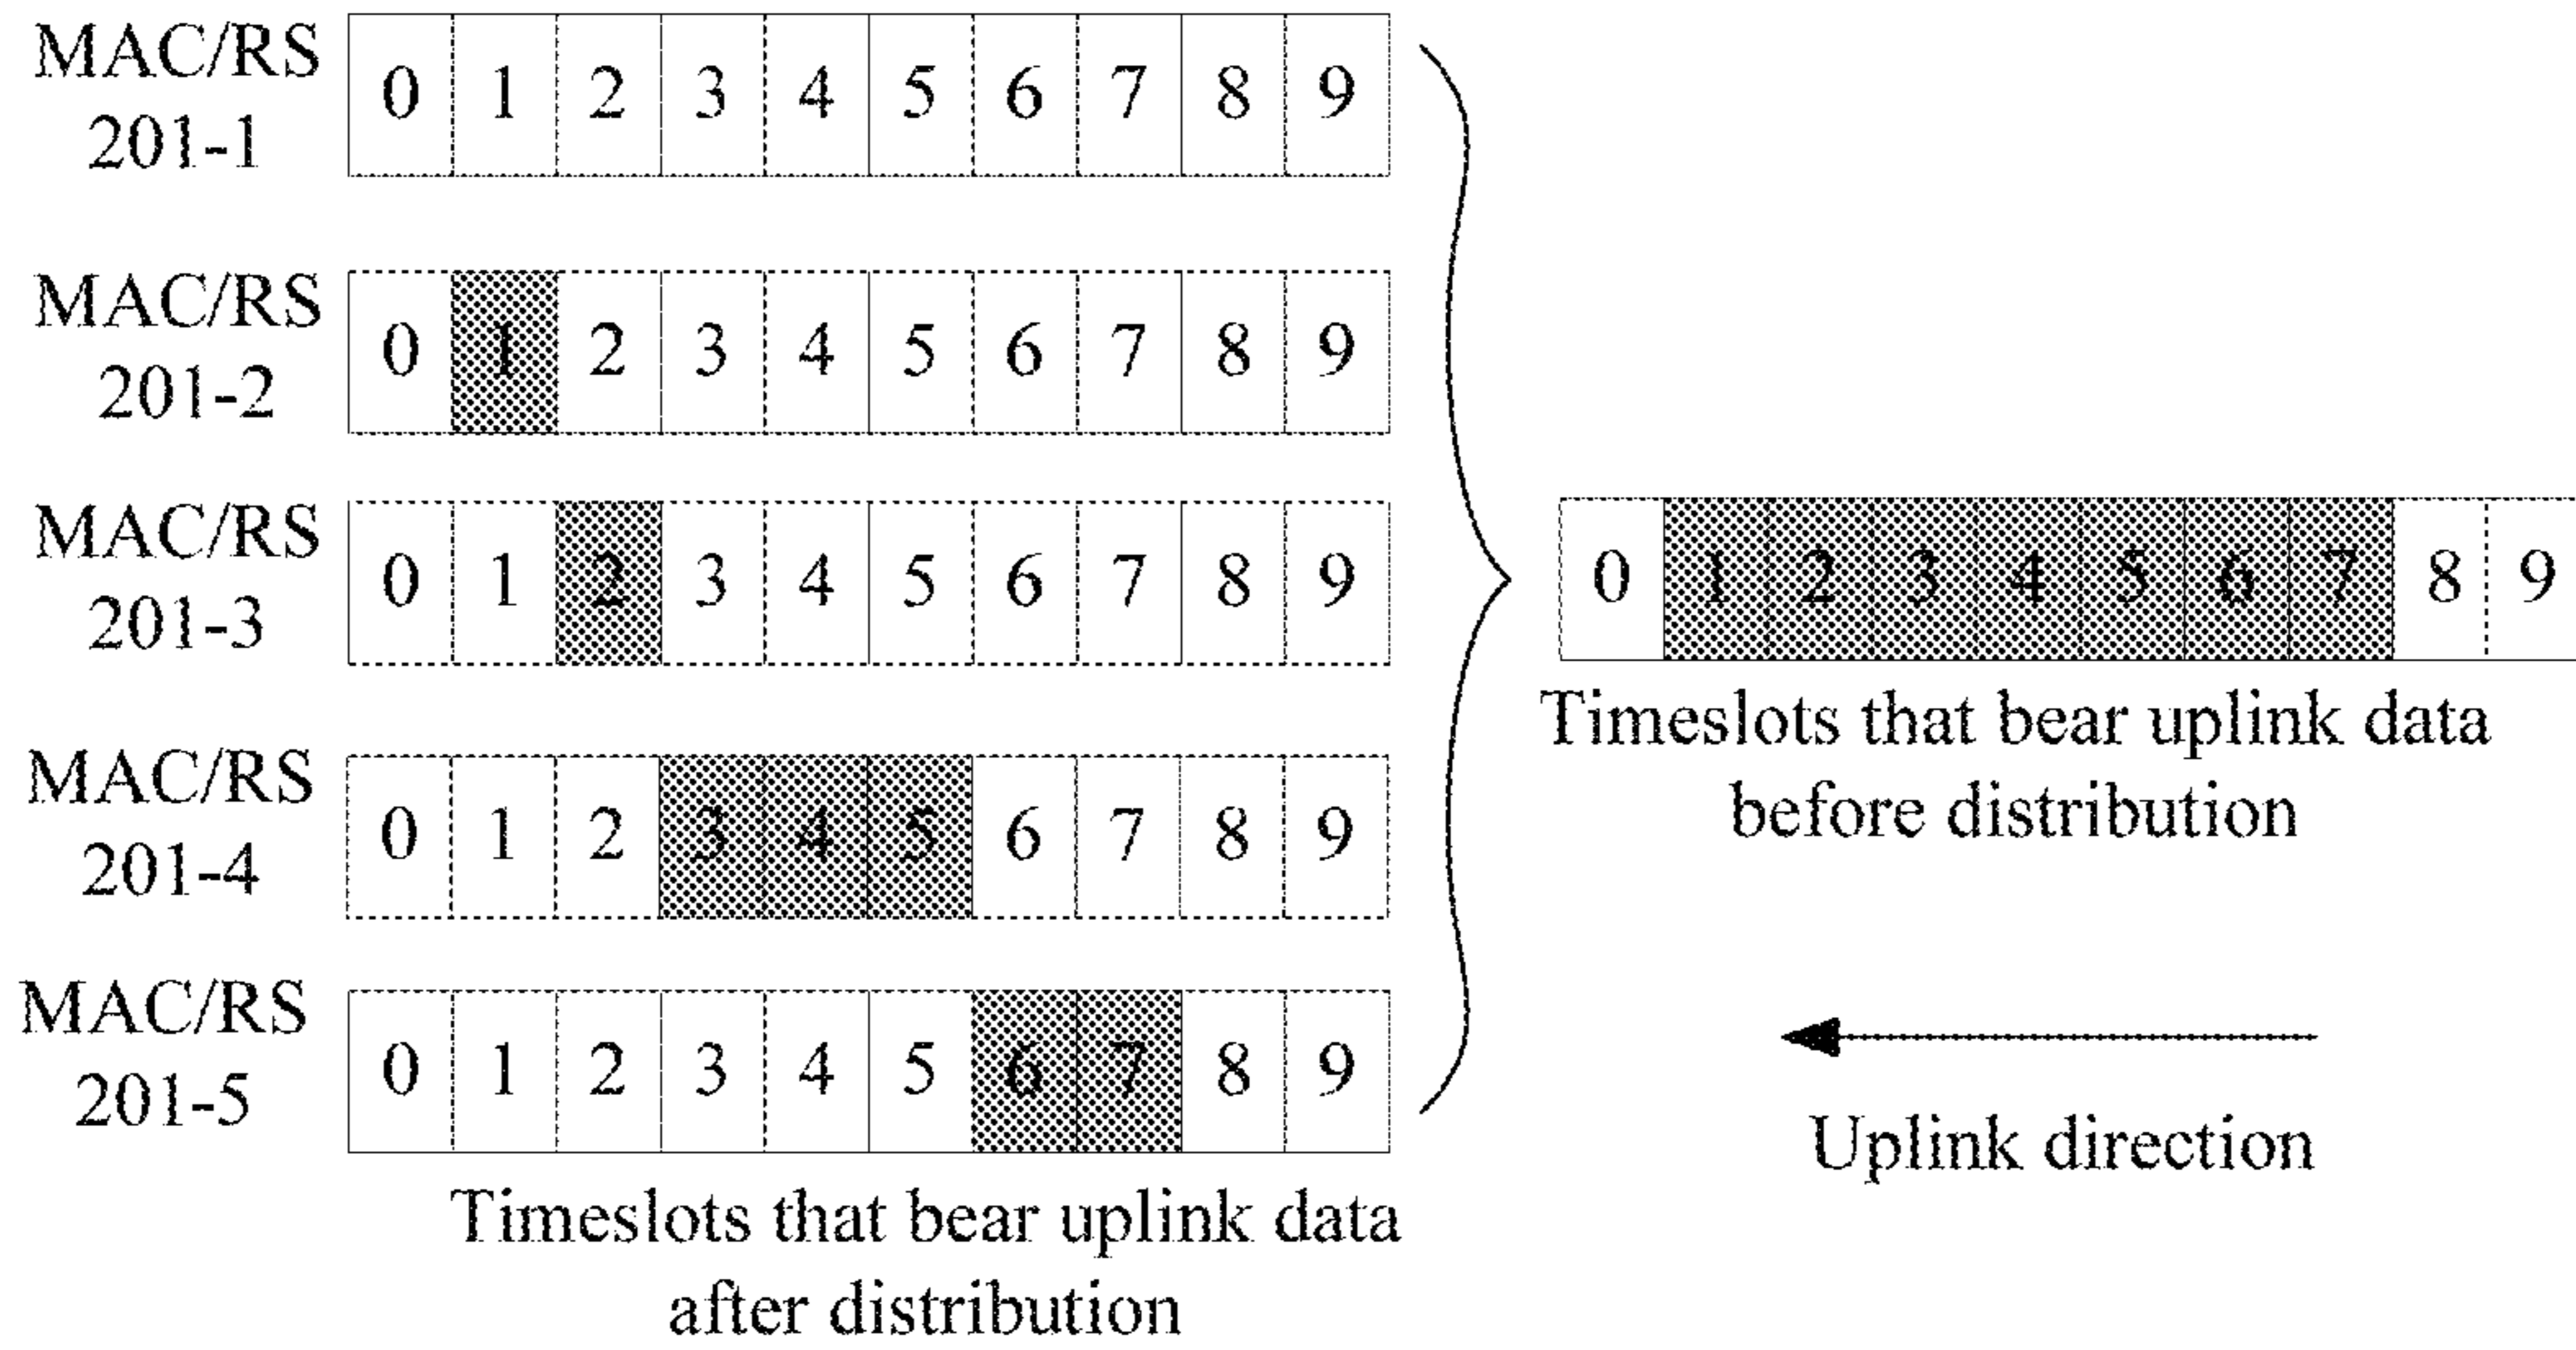 MAC/RS
201-1
0 1 2 3 4 5 6 7 8 9
MAC/RS
201-2
0 1 2 3 4 5 6 7 8 9
MAC/RS
201-3
0 1 2 3 4 5 6 7 8 9
MAC/RS
201-4
0 1 2 3 4 5 6 7 8 9
MAC/RS
201-5
0 1 2 3 4 5 6 7 8 9
Timeslots that bear uplink data
after distribution
0 1 2 3 4 5 6 7 8 9
Timeslots that bear uplink data
before distribution
Uplink direction